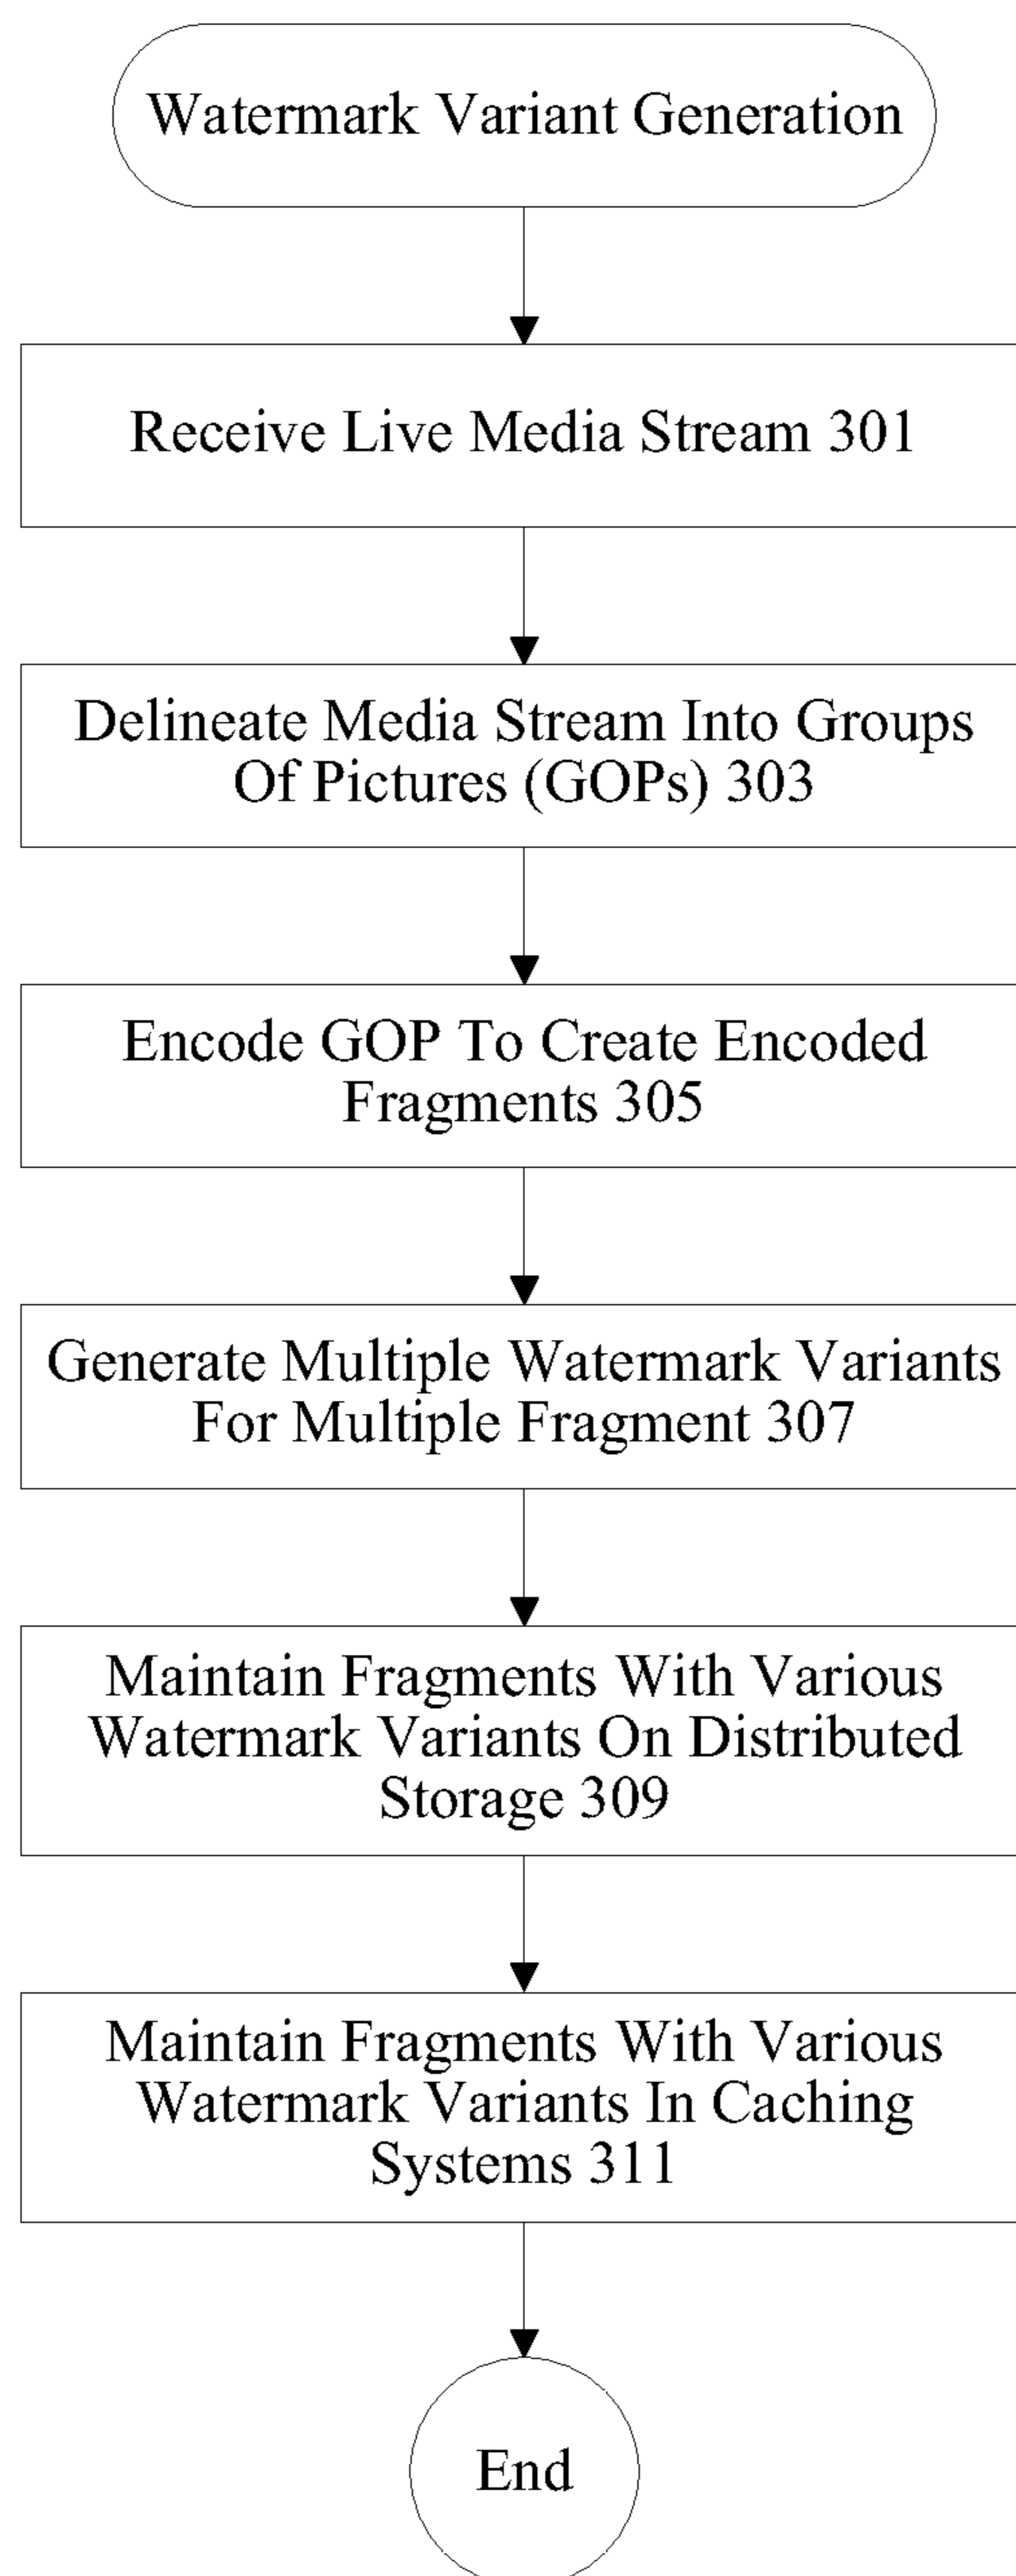 Watermark Variant Generation
Receive Live Media Stream 301
Delineate Media Stream Into Groups
Of Pictures (GOPs) 303
Encode GOP To Create Encoded
Fragments 305
Generate Multiple Watermark Variants
For Multiple Fragment 307
Maintain Fragments With Various
Watermark Variants On Distributed
Storage 309
Maintain Fragments With Various
Watermark Variants In Caching
Systems 311
End